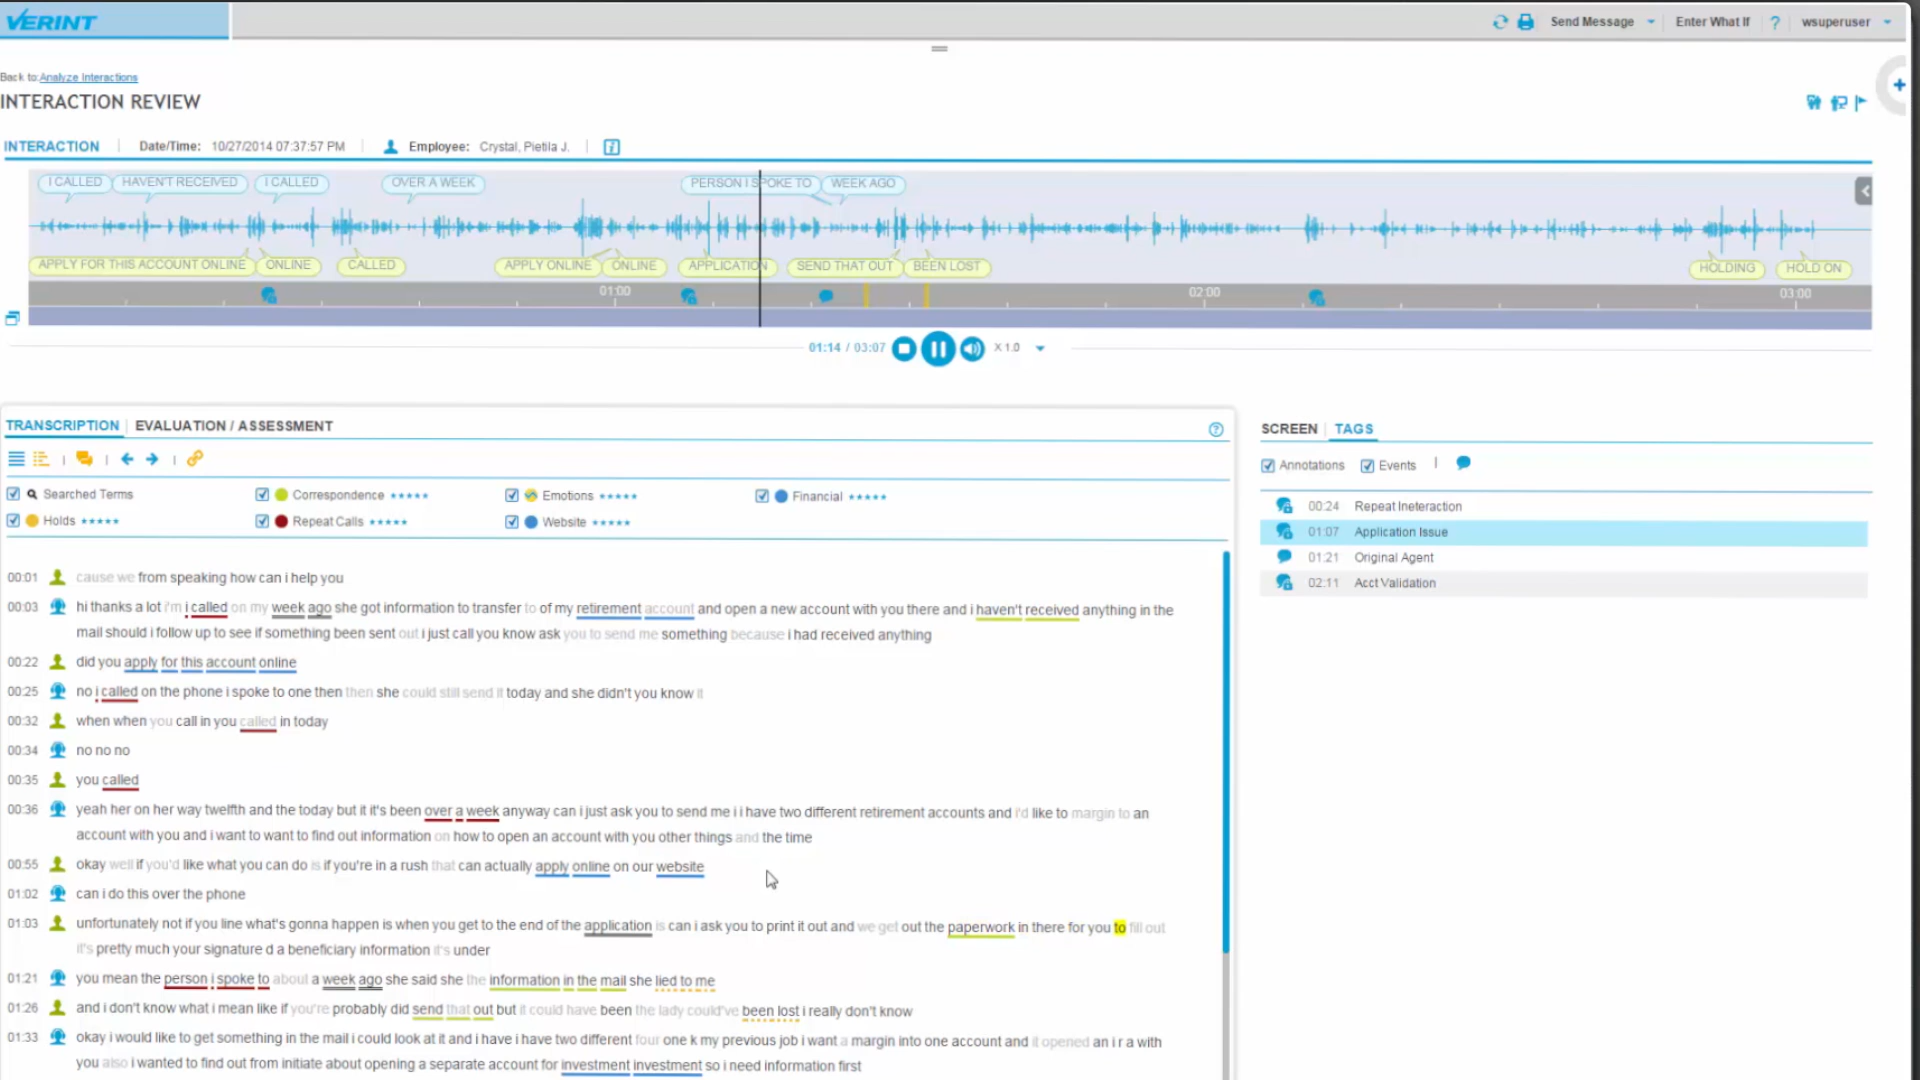 VERINT
Send Message
Enter What If
?
wsuperuser
Back to:Analyze Interactions
INTERACTION REVIEW
INTERACTION
Date/Time: 10/27/2014 07:37:57 PM
Employee: Crystal, Pietila J.
I CALLED
HAVEN'T RECEIVED
I CALLED
OVER A WEEK
PERSON I SPOKE TO
WEEK AGO
APPLY FOR THIS ACCOUNT ONLINE
ONLINE
CALLED
APPLY ONLINE
ONLINE
APPLICATION
SEND THAT OUT
BEEN LOST
HOLDING
HOLD ON
01:00
02:00
03:00
01:14 / 03:07
X 1.0
TRANSCRIPTION | EVALUATION / ASSESSMENT
Searched Terms
Correspondence
Emotions
Financial
Holds
Repeat Calls
Website
00:01 cause we from speaking how can i help you
00:03 hi thanks a lot i'm i called on my week ago she got information to transfer to of my retirement account and open a new account with you there and i haven't received anything in the
mail should i follow up to see if something been sent out i just call you know ask you to send me something because i had received anything
00:22 did you apply for this account online
00:25 no i called on the phone i spoke to one then then she could still send it today and she didn't you know it
00:32 when when you call in you called in today
00:34 no no no
00:35 you called
00:36 yeah her on her way twelfth and the today but it it's been over a week anyway can i just ask you to send me i i have two different retirement accounts and i'd like to margin to an
account with you and i want to want to find out information on how to open an account with you other things and the time
00:55 okay well if you'd like what you can do is if you're in a rush that can actually apply online on our website
01:02 can i do this over the phone
01:03 unfortunately not if you line what's gonna happen is when you get to the end of the application is can i ask you to print it out and we get out the paperwork in there for you to fill out
it's pretty much your signature d a beneficiary information it's under
01:21 you mean the person i spoke to about a week ago she said she the information in the mail she lied to me
01:26 and i don't know what i mean like if you're probably did send that out but it could have been the lady could've been lost i really don't know
01:33 okay i would like to get something in the mail i could look at it and i have i have two different four one k my previous job i want a margin into one account and it opened an i r a with
you also i wanted to find out from initiate about opening a separate account for investment investment so i need information first
SCREEN | TAGS
Annotations
Events
00:24 Repeat Ineteraction
01:07 Application Issue
01:21 Original Agent
02:11 Acct Validation